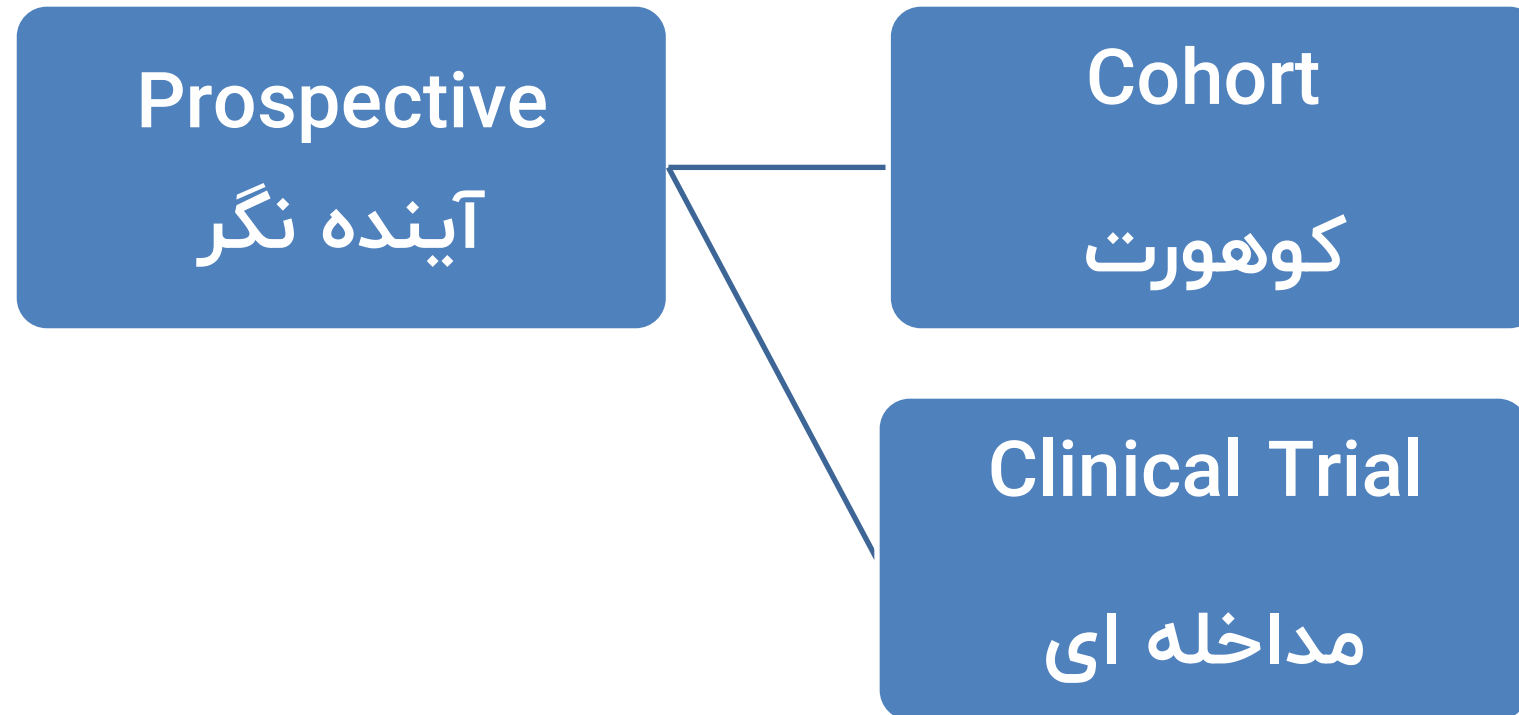 Prospective
آینده نگر
Cohort
کوهورت
Clinical Trial
مداخله ای